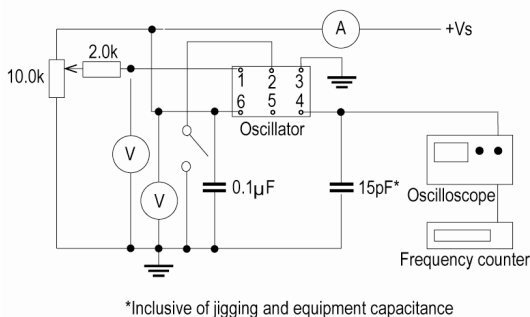 A
+Vs
2.0k
10.0k
1 2 3
6 5 4
Oscillator
V
V
0.1µF
15pF*
Oscilloscope
Frequency counter
*Inclusive of jigging and equipment capacitance